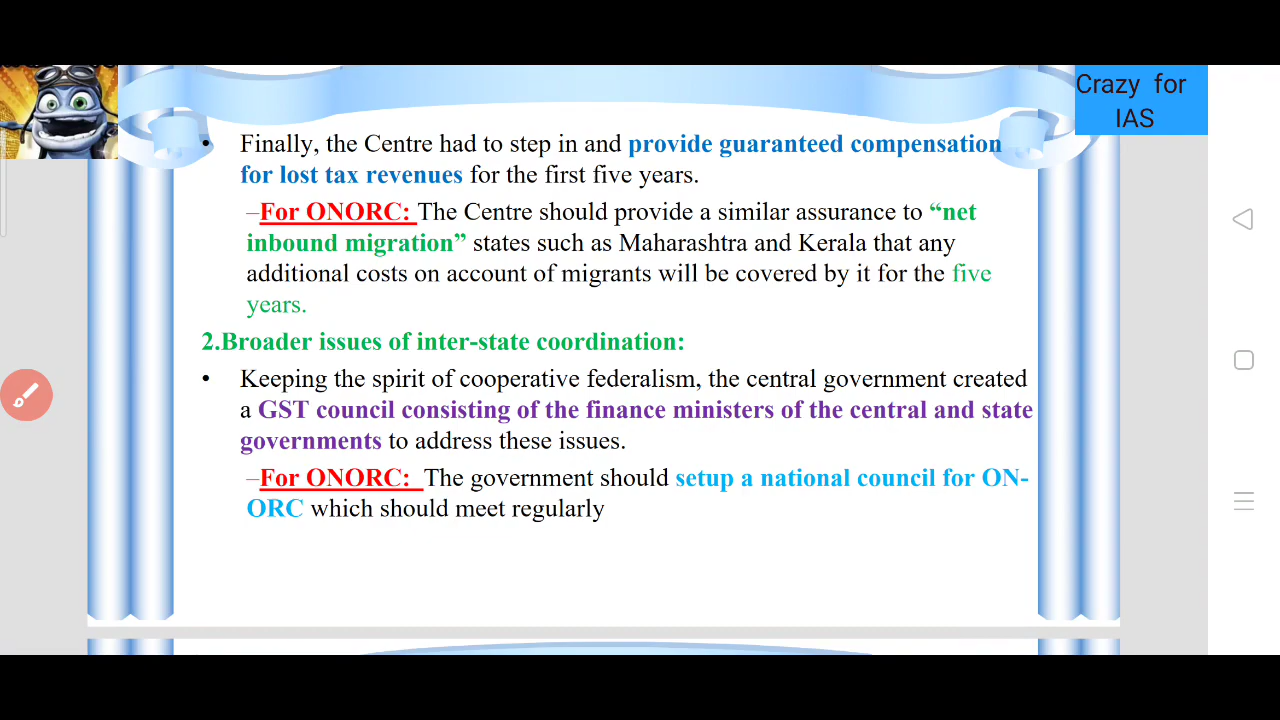 Crazy for
IAS
• Finally, the Centre had to step in and provide guaranteed compensation
for lost tax revenues for the first five years.
–For ONORC: The Centre should provide a similar assurance to “net
inbound migration” states such as Maharashtra and Kerala that any
additional costs on account of migrants will be covered by it for the five
years.
2.Broader issues of inter-state coordination:
• Keeping the spirit of cooperative federalism, the central government created
a GST council consisting of the finance ministers of the central and state
governments to address these issues.
–For ONORC: The government should setup a national council for ON-
ORC which should meet regularly